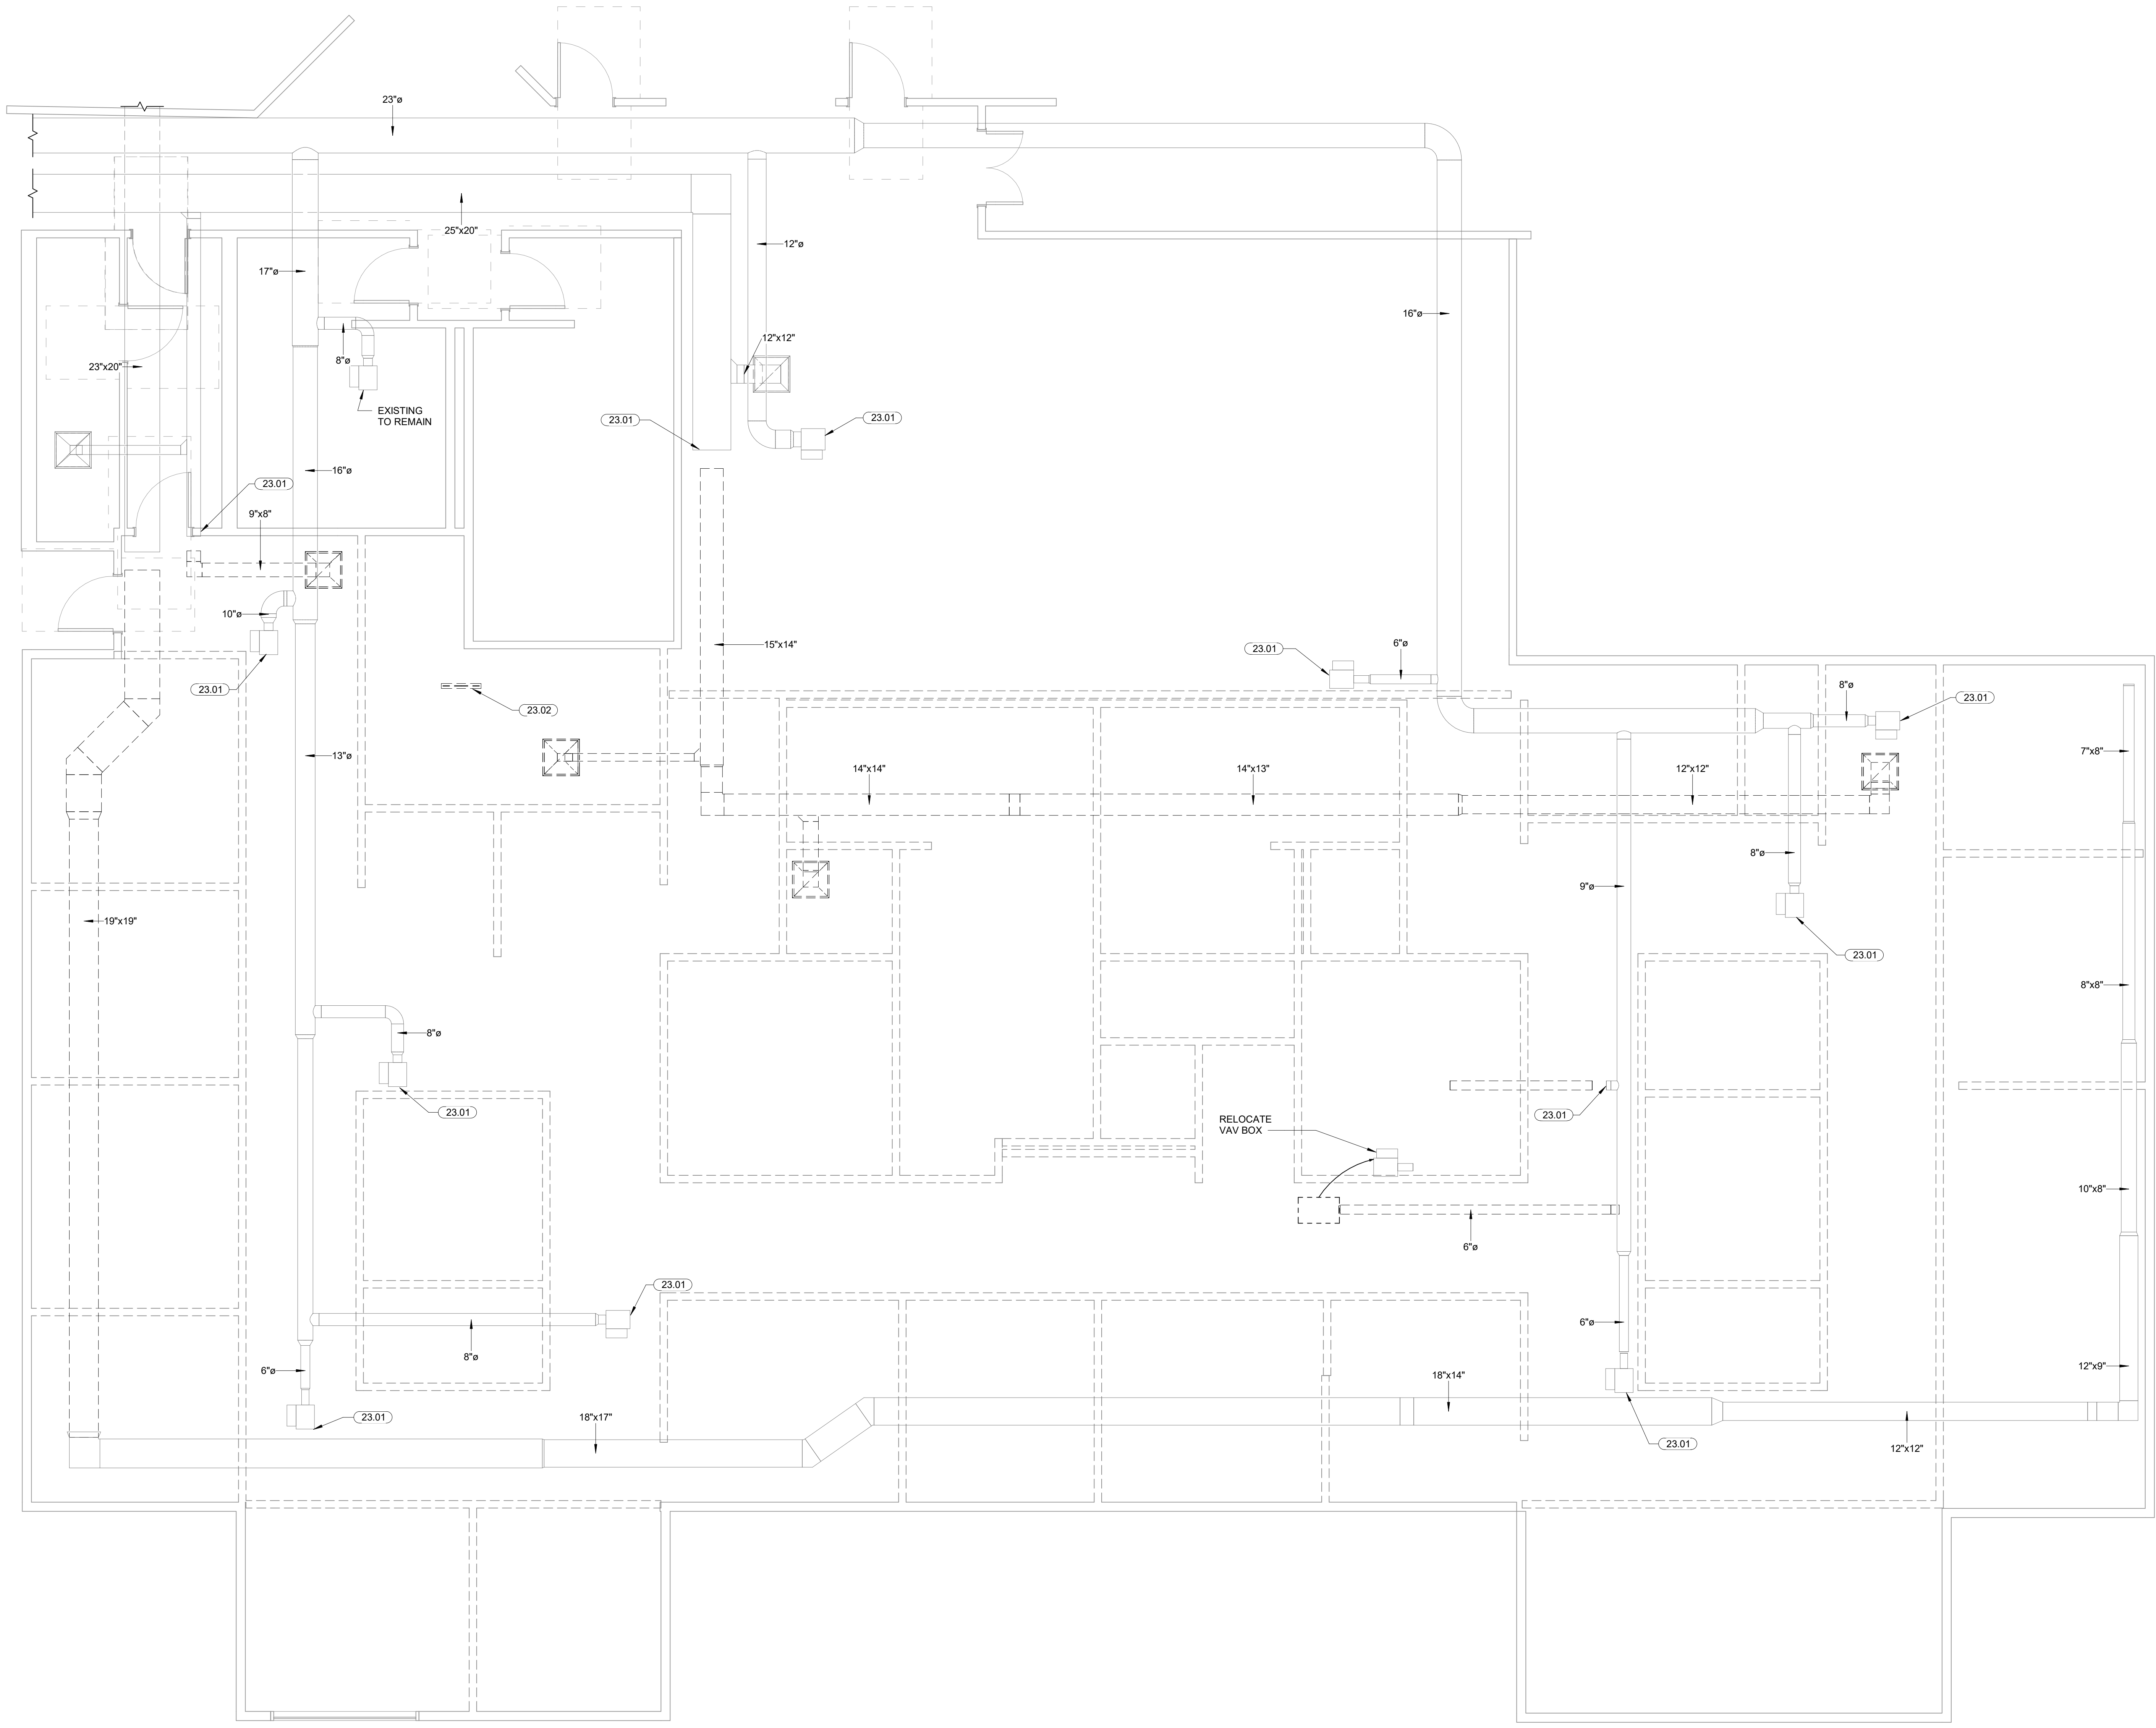 23"ø
25"x20"
12"ø
17"ø
16"ø
12"x12"
8"ø
23"x20"
EXISTING
TO REMAIN
23.01
23.01
16"ø
23.01
9"x8"
10"ø
15"x14"
6"ø
23.01
23.01
23.02
8"ø
23.01
13"ø
7"x8"
14"x14"
14"x13"
12"x12"
8"ø
9"ø
19"x19"
23.01
8"x8"
8"ø
23.01
23.01
RELOCATE
VAV BOX
10"x8"
6"ø
23.01
6"ø
8"ø
6"ø
12"x9"
18"x14"
23.01
18"x17"
23.01
12"x12"